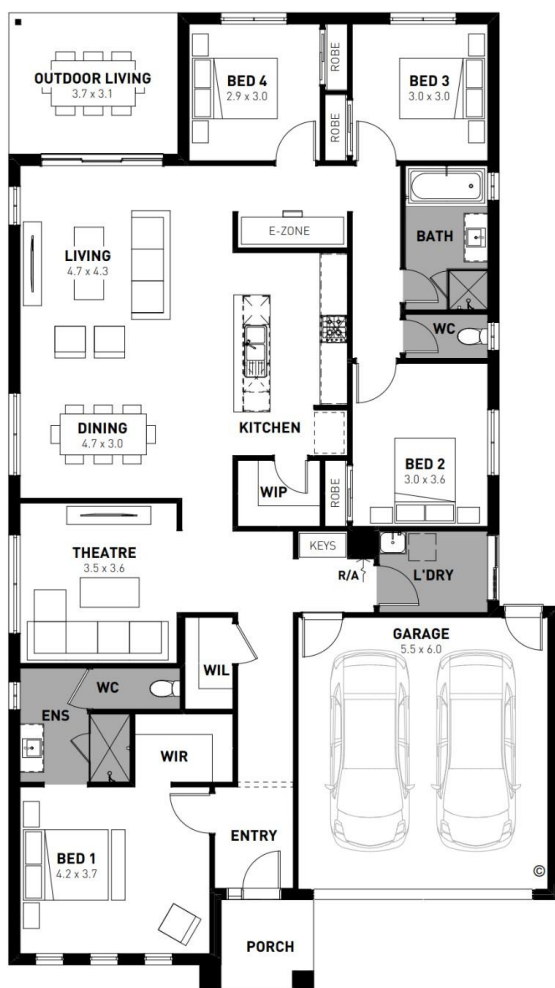 OUTDOOR LIVING
3.7 x 3.1
BED 4
2.9 x 3.0
ROBE
ROBE
BED 3
3.0 x 3.0
LIVING
4.7 x 4.3
E-ZONE
BATH
WC
DINING
4.7 x 3.0
KITCHEN
WIP
ROBE
BED 2
3.0 x 3.6
THEATRE
3.5 x 3.6
KEYS
R/A
L'DRY
GARAGE
5.5 x 6.0
WC
WIL
ENS
WIR
BED 1
4.2 x 3.7
ENTRY
©
PORCH